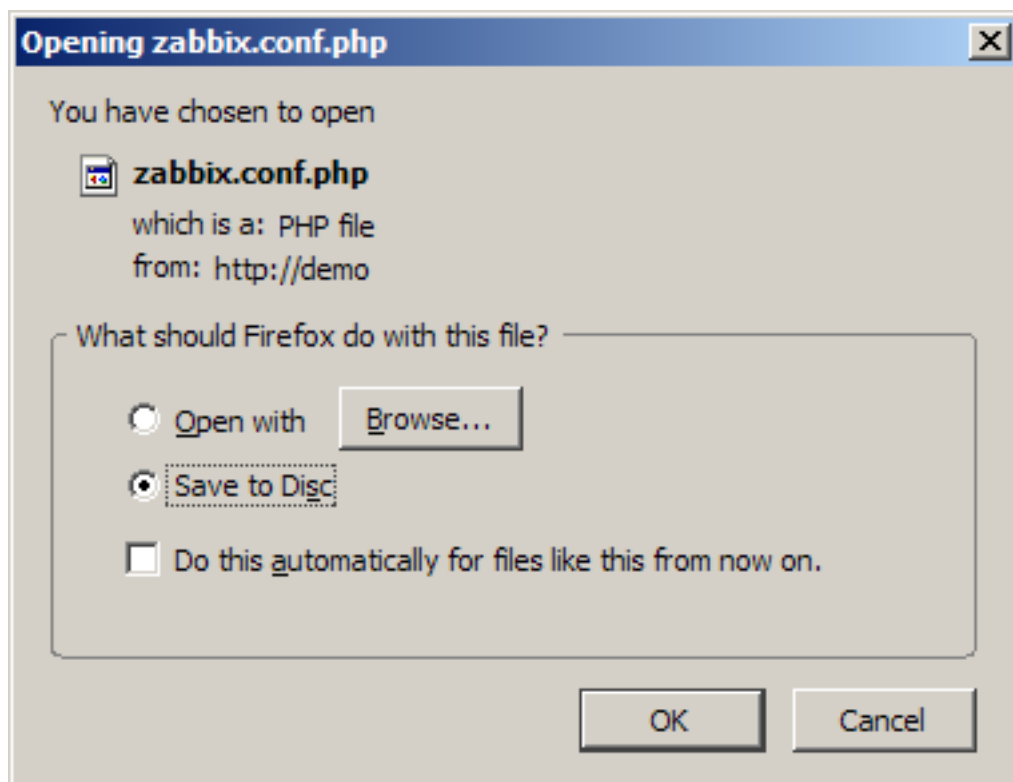 Opening zabbix.conf.php
You have chosen to open
zabbix.conf.php
which is a: PHP file
from: http://demo
What should Firefox do with this file?
Open with Browse...
Save to Disc
Do this automatically for files like this from now on.
OK Cancel